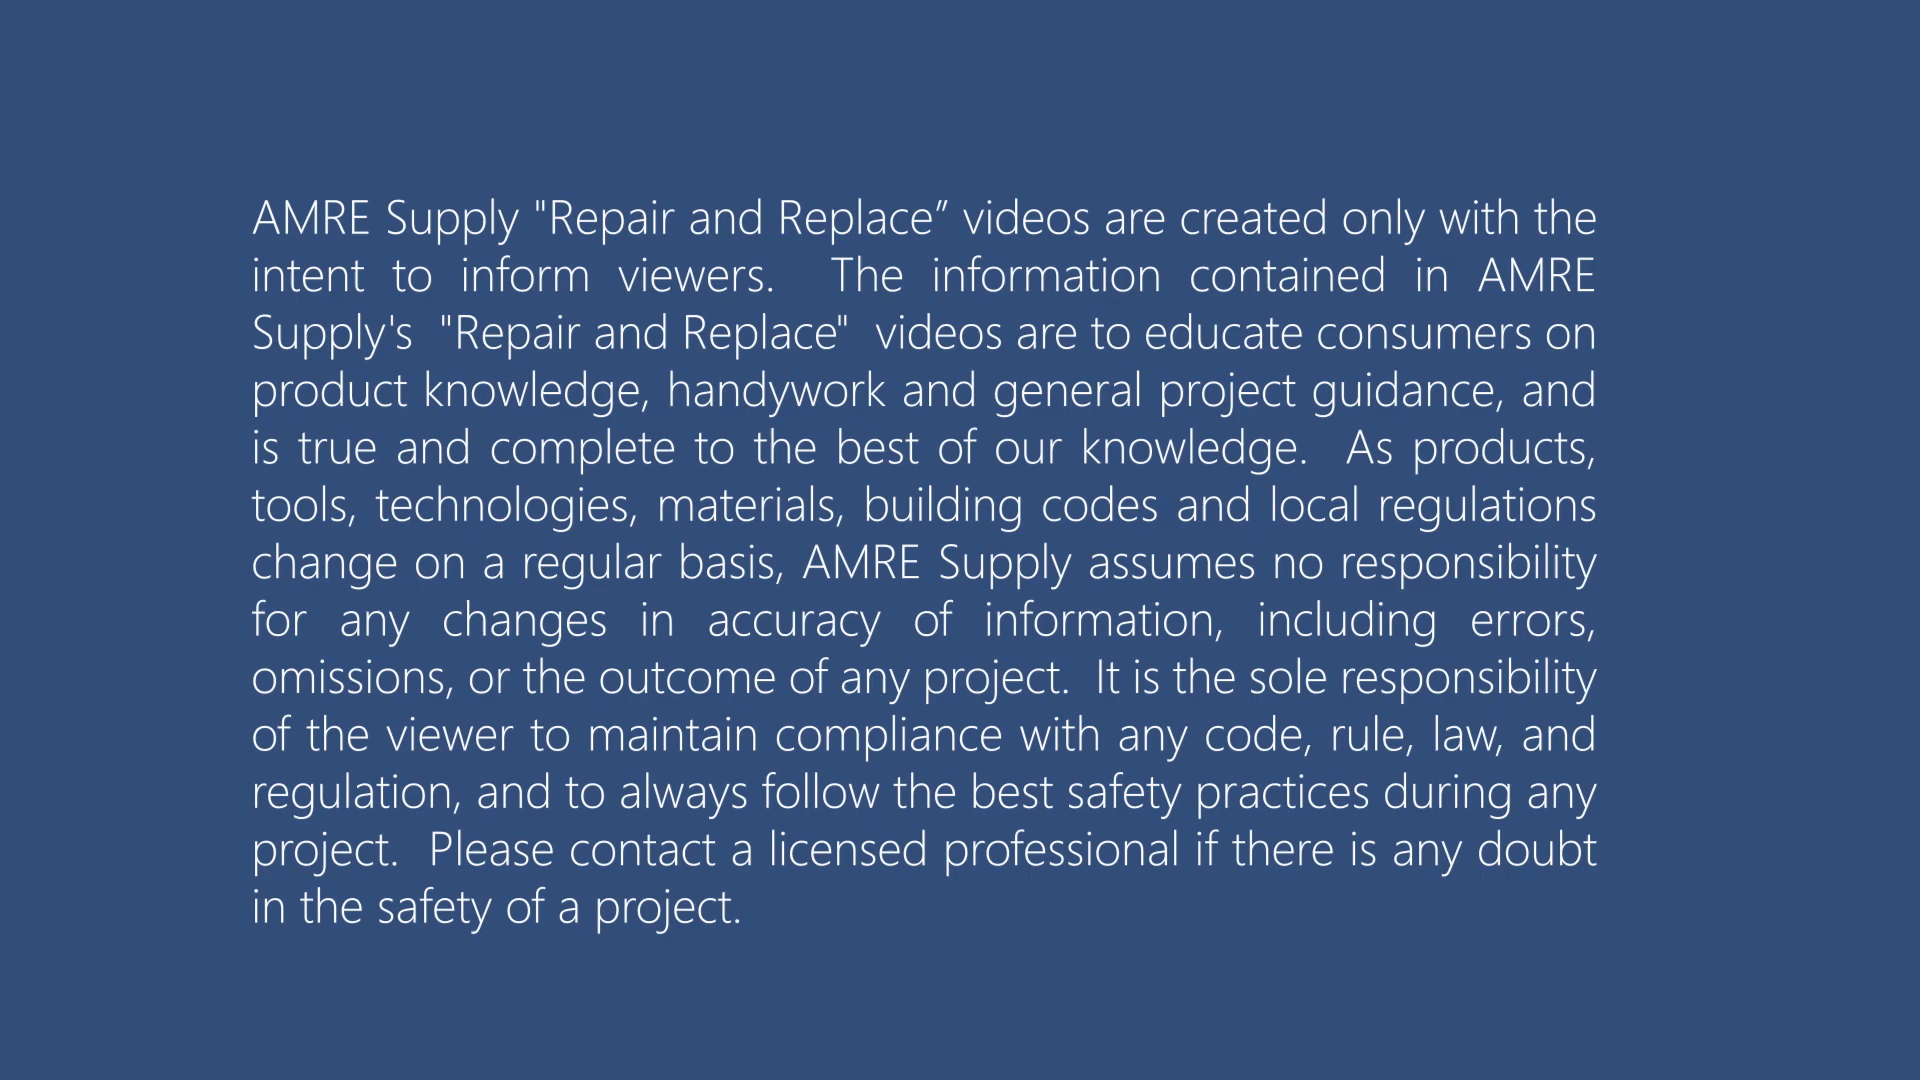 AMRE Supply "Repair and Replace” videos are created only with the
intent to inform viewers.  The information contained in AMRE
Supply's  "Repair and Replace"  videos are to educate consumers on
product knowledge, handywork and general project guidance, and
is true and complete to the best of our knowledge.  As products,
tools, technologies, materials, building codes and local regulations
change on a regular basis, AMRE Supply assumes no responsibility
for any changes in accuracy of information, including errors,
omissions, or the outcome of any project.  It is the sole responsibility
of the viewer to maintain compliance with any code, rule, law, and
regulation, and to always follow the best safety practices during any
project.  Please contact a licensed professional if there is any doubt
in the safety of a project.